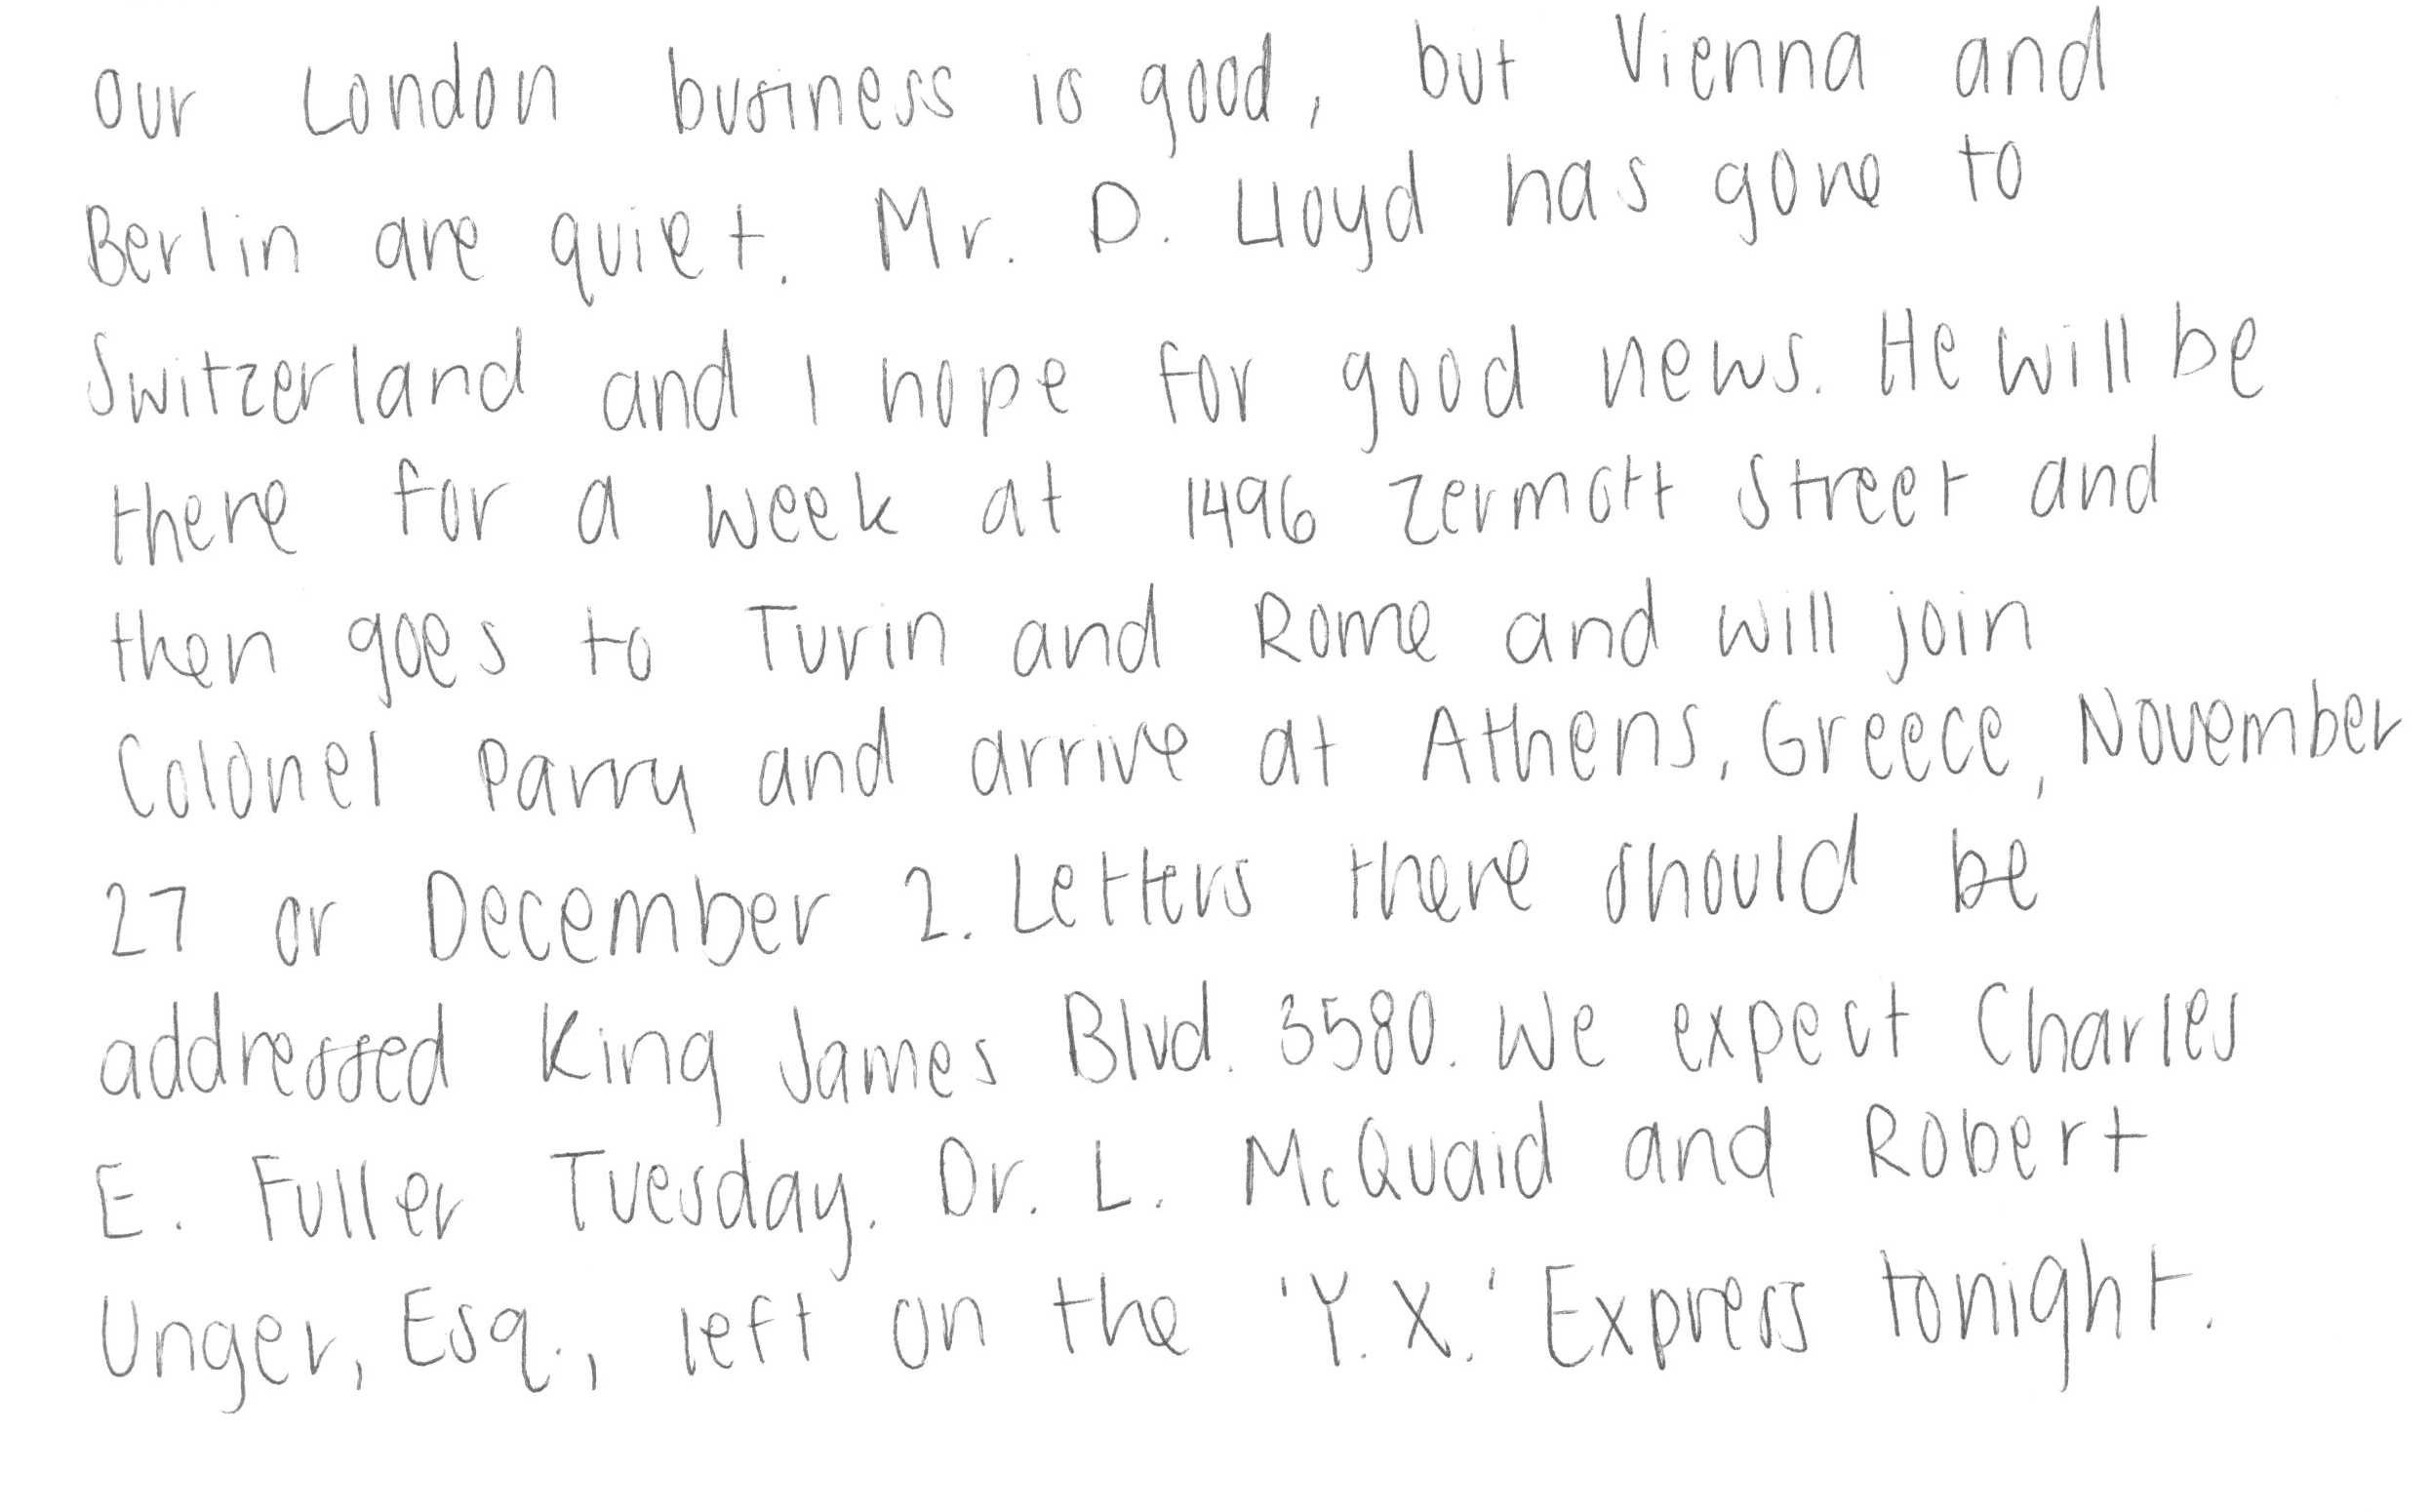 Our London business is good, but Vienna and
Berlin are quiet. Mr. D. Lloyd has gone to
Switzerland and I hope for good news. He will be
there for a week at 1496 Zermott Street and
then goes to Turin and Rome and will join
Colonel Parry and arrive at Athens, Greece, November
27 or December 2. Letters there should be
addressed King James Blvd. 3580. We expect Charles
E. Fuller Tuesday. Dr. L. McQuaid and Robert
Unger, Esq., left on the 'Y.X.' Express tonight.